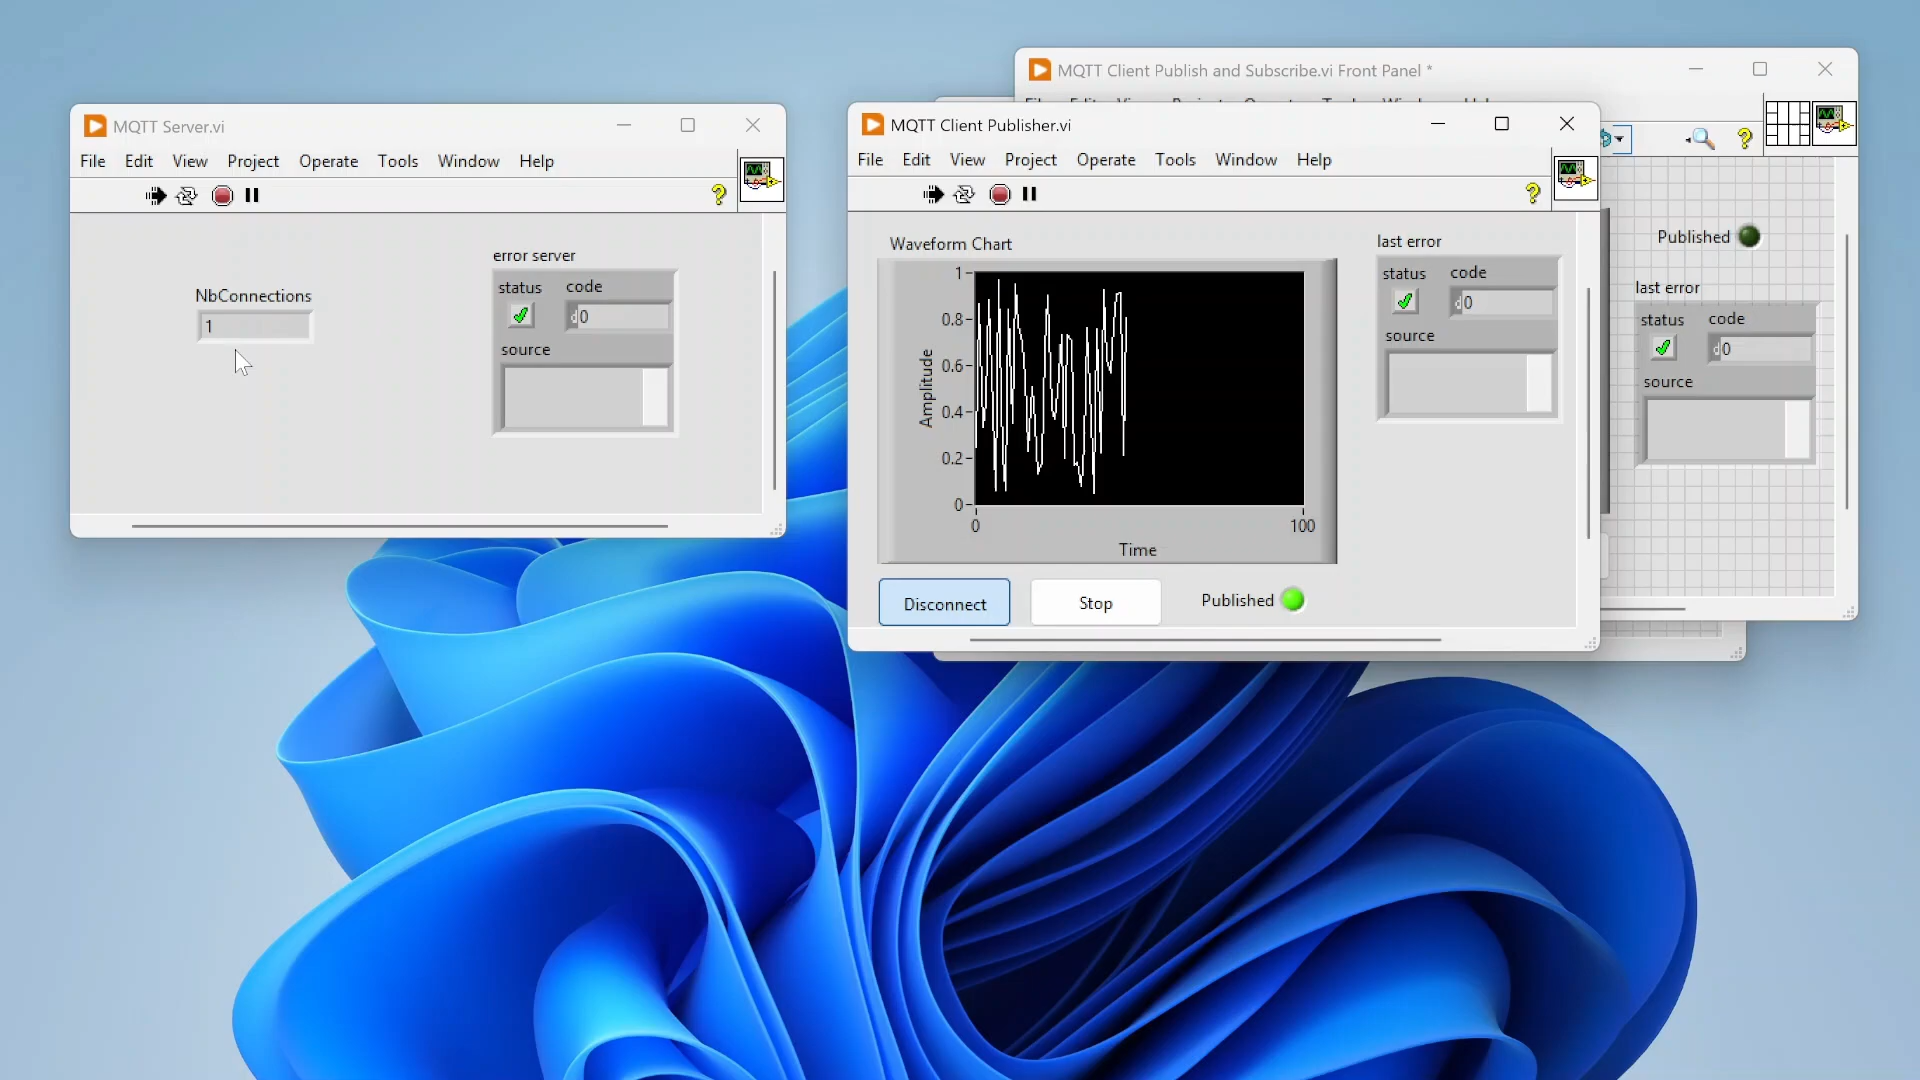 MQTT Client Publish and Subscribe.vi Front Panel *
MQTT Server.vi
File Edit View Project Operate Tools Window Help
error server
status code
d0
source
NbConnections
1
MQTT Client Publisher.vi
File Edit View Project Operate Tools Window Help
Waveform Chart
1
0.8
0.6
0.4
0.2
0
Amplitude
0 100
Time
last error
status code
d0
source
Disconnect Stop Published
Published
last error
status code
d0
source